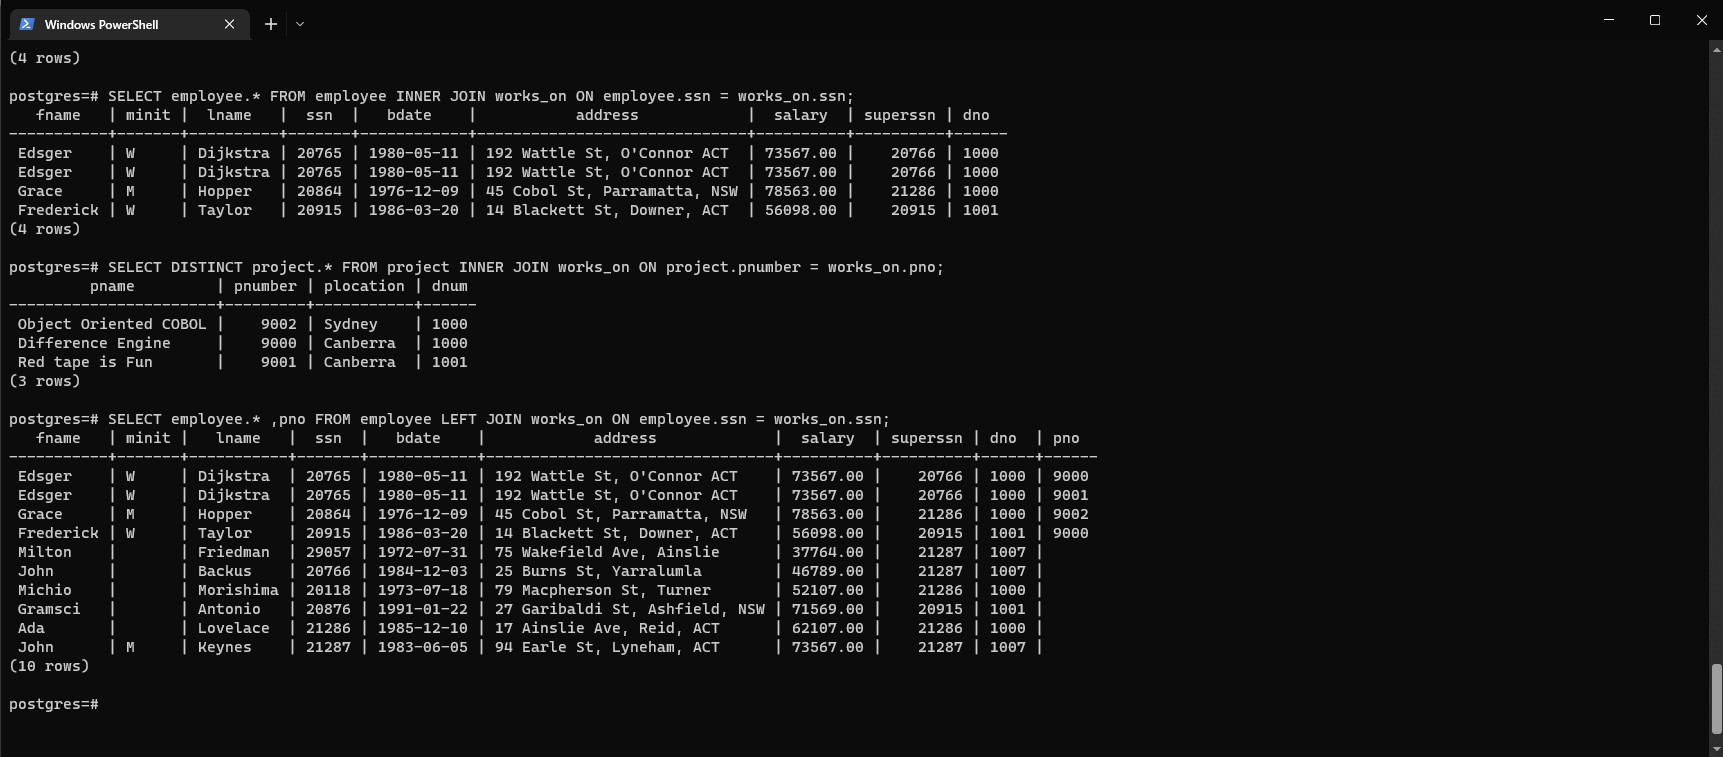 Windows PowerShell
(4 rows)
postgres=# SELECT employee.* FROM employee INNER JOIN works_on ON employee.ssn = works_on.ssn;
   fname   | minit |  lname   |  ssn  |   bdate    |           address            |  salary  | superssn | dno
-----------+-------+----------+-------+------------+------------------------------+----------+----------+------
 Edsger    | W     | Dijkstra | 20765 | 1980-05-11 | 192 Wattle St, O'Connor ACT  | 73567.00 |    20766 | 1000
 Edsger    | W     | Dijkstra | 20765 | 1980-05-11 | 192 Wattle St, O'Connor ACT  | 73567.00 |    20766 | 1000
 Grace     | M     | Hopper   | 20864 | 1976-12-09 | 45 Cobol St, Parramatta, NSW | 78563.00 |    21286 | 1000
 Frederick | W     | Taylor   | 20915 | 1986-03-20 | 14 Blackett St, Downer, ACT  | 56098.00 |    20915 | 1001
(4 rows)
postgres=# SELECT DISTINCT project.* FROM project INNER JOIN works_on ON project.pnumber = works_on.pno;
         pname         | pnumber | plocation | dnum
-----------------------+---------+-----------+------
 Object Oriented COBOL |    9002 | Sydney    | 1000
 Difference Engine     |    9000 | Canberra  | 1000
 Red tape is Fun       |    9001 | Canberra  | 1001
(3 rows)
postgres=# SELECT employee.* ,pno FROM employee LEFT JOIN works_on ON employee.ssn = works_on.ssn;
   fname   | minit |   lname   |  ssn  |   bdate    |            address             |  salary  | superssn | dno  | pno
-----------+-------+-----------+-------+------------+--------------------------------+----------+----------+------+------
 Edsger    | W     | Dijkstra  | 20765 | 1980-05-11 | 192 Wattle St, O'Connor ACT    | 73567.00 |    20766 | 1000 | 9000
 Edsger    | W     | Dijkstra  | 20765 | 1980-05-11 | 192 Wattle St, O'Connor ACT    | 73567.00 |    20766 | 1000 | 9001
 Grace     | M     | Hopper    | 20864 | 1976-12-09 | 45 Cobol St, Parramatta, NSW   | 78563.00 |    21286 | 1000 | 9002
 Frederick | W     | Taylor    | 20915 | 1986-03-20 | 14 Blackett St, Downer, ACT    | 56098.00 |    20915 | 1001 | 9000
 Milton    |       | Friedman  | 29057 | 1972-07-31 | 75 Wakefield Ave, Ainslie      | 37764.00 |    21287 | 1007 |
 John      |       | Backus    | 20766 | 1984-12-03 | 25 Burns St, Yarralumla        | 46789.00 |    21287 | 1007 |
 Michio    |       | Morishima | 20118 | 1973-07-18 | 79 Macpherson St, Turner       | 52107.00 |    21286 | 1000 |
 Gramsci   |       | Antonio   | 20876 | 1991-01-22 | 27 Garibaldi St, Ashfield, NSW | 71569.00 |    20915 | 1001 |
 Ada       |       | Lovelace  | 21286 | 1985-12-10 | 17 Ainslie Ave, Reid, ACT      | 62107.00 |    21286 | 1000 |
 John      | M     | Keynes    | 21287 | 1983-06-05 | 94 Earle St, Lyneham, ACT      | 73567.00 |    21287 | 1007 |
(10 rows)
postgres=#